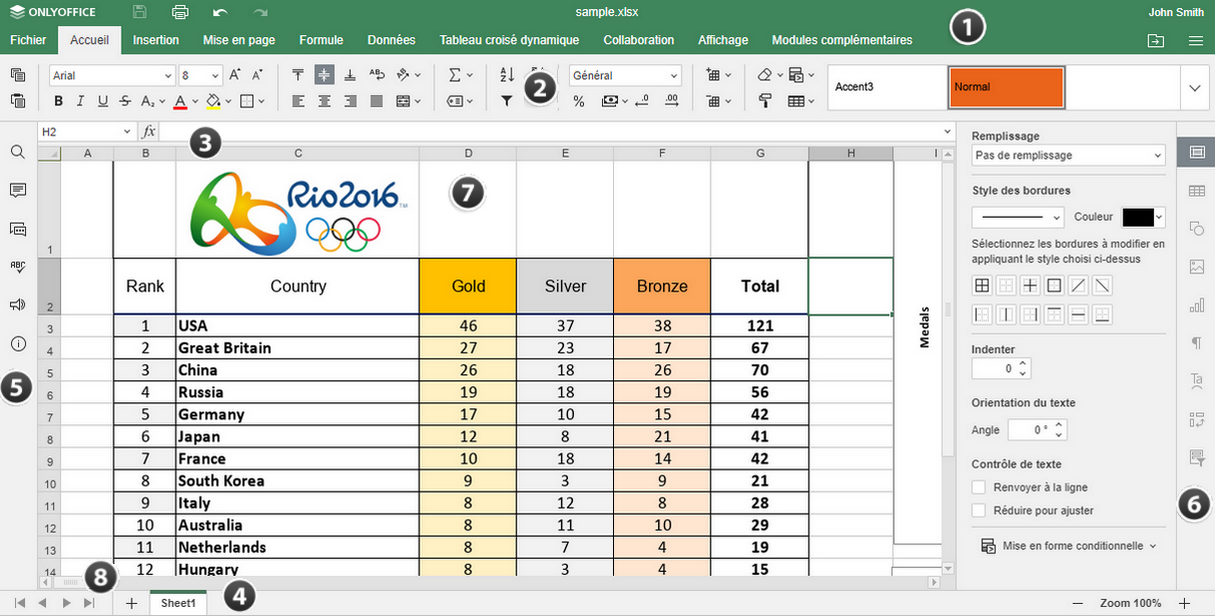 ONLYOFFICE sample.xlsx John Smith
Fichier Accueil Insertion Mise en page Formule Données Tableau croisé dynamique Collaboration Affichage Modules complémentaires 1
Arial 8 Général Accent3 Normal
2
H2 fx
3
A B C D E F G H I
Rio2016™ 7
1
2 Rank Country Gold Silver Bronze Total
Medals
3 1 USA 46 37 38 121
4 2 Great Britain 27 23 17 67
5 3 China 26 18 26 70
6 4 Russia 19 18 19 56
7 5 Germany 17 10 15 42
8 6 Japan 12 8 21 41
9 7 France 10 18 14 42
10 8 South Korea 9 3 9 21
11 9 Italy 8 12 8 28
12 10 Australia 8 11 10 29
13 11 Netherlands 8 7 4 19
14 12 Hungary 8 3 4 15
5
Remplissage
Pas de remplissage
Style des bordures
Couleur
Sélectionnez les bordures à modifier en
appliquant le style choisi ci-dessus
Indenter
0
Orientation du texte
Angle 0 °
Contrôle de texte
Renvoyer à la ligne
Réduire pour ajuster
Mise en forme conditionnelle
6
8
Sheet1 4 Zoom 100%